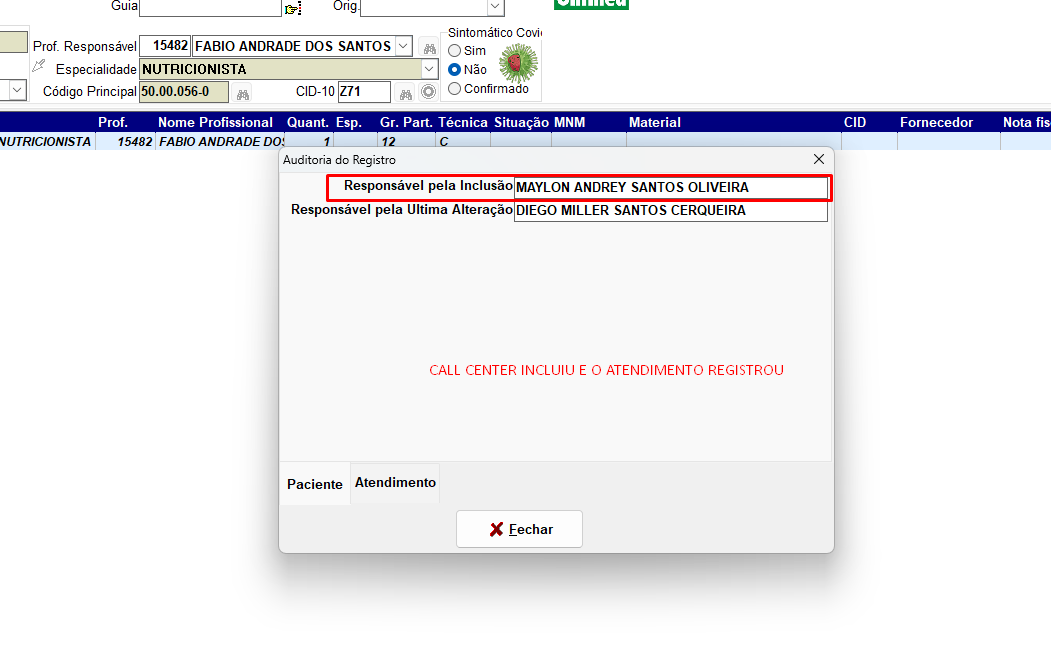 Guia
Orig.
Unimed
Sintomático Covi
Prof. Responsável 15482 FABIO ANDRADE DOS SANTOS
Sim
Especialidade NUTRICIONISTA
Não
Código Principal 50.00.056-0 CID-10 Z71
Confirmado
Prof. Nome Profissional Quant. Esp. Gr. Part. Técnica Situação MNM Material CID Fornecedor Nota fis
NUTRICIONISTA 15482 FABIO ANDRADE DOS 1 12 C
Auditoria do Registro
Responsável pela Inclusão MAYLON ANDREY SANTOS OLIVEIRA
Responsável pela Ultima Alteração DIEGO MILLER SANTOS CERQUEIRA
CALL CENTER INCLUIU E O ATENDIMENTO REGISTROU
Paciente Atendimento
Fechar